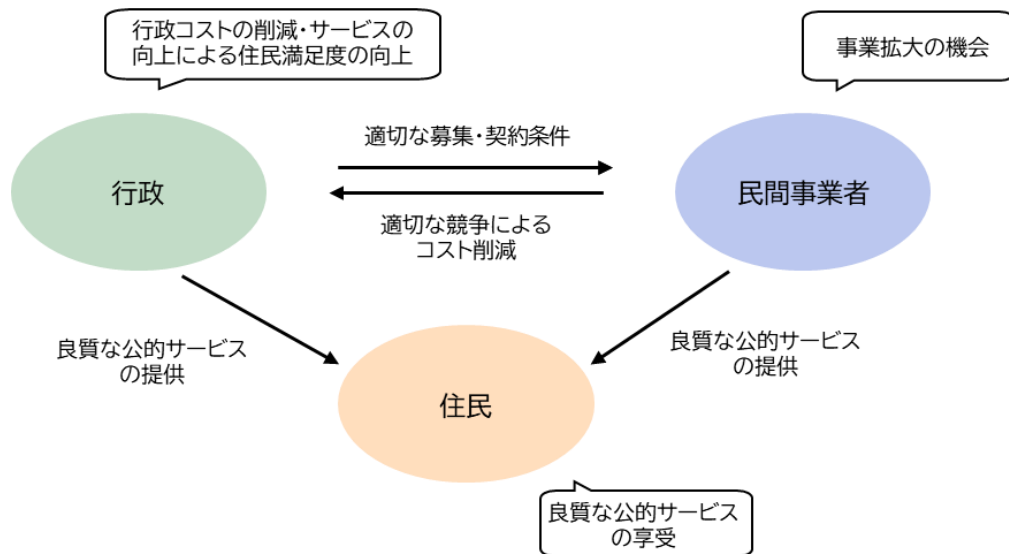 行政コストの削減・サービスの
向上による住民満足度の向上
事業拡大の機会
適切な募集・契約条件
行政
民間事業者
適切な競争による
コスト削減
良質な公的サービス
の提供
良質な公的サービス
の提供
住民
良質な公的サービス
の享受